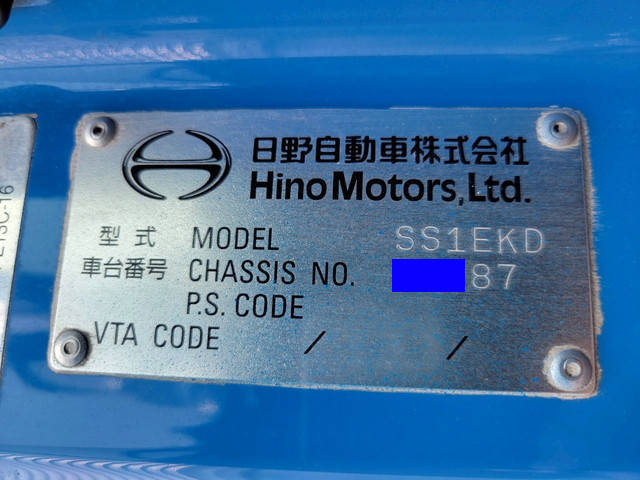 日野自動車株式会社
Hino Motors, Ltd.
型式 MODEL SS1EKD
車台番号 CHASSIS NO. 87
P.S. CODE
VTA CODE / /